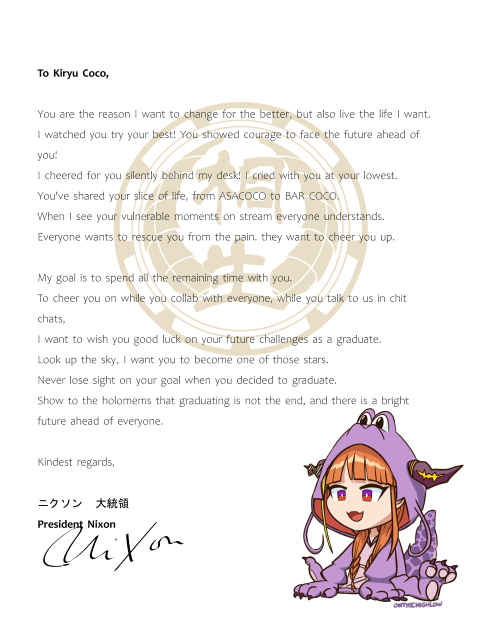 To Kiryu Coco,
You are the reason I want to change for the better, but also live the life I want.
I watched you try your best! You showed courage to face the future ahead of
you!
I cheered for you silently behind my desk! I cried with you at your lowest.
You've shared your slice of life, from ASACOCO to BAR COCO.
When I see your vulnerable moments on stream everyone understands.
Everyone wants to rescue you from the pain. they want to cheer you up.
My goal is to spend all the remaining time with you.
To cheer you on while you collab with everyone, while you talk to us in chit
chats,
I want to wish you good luck on your future challenges as a graduate.
Look up the sky, I want you to become one of those stars.
Never lose sight on your goal when you decided to graduate.
Show to the holomems that graduating is not the end, and there is a bright
future ahead of everyone.
Kindest regards,
ニクソン　大統領
President Nixon
Nixon
桐
生
ONTHEHIGHLOW